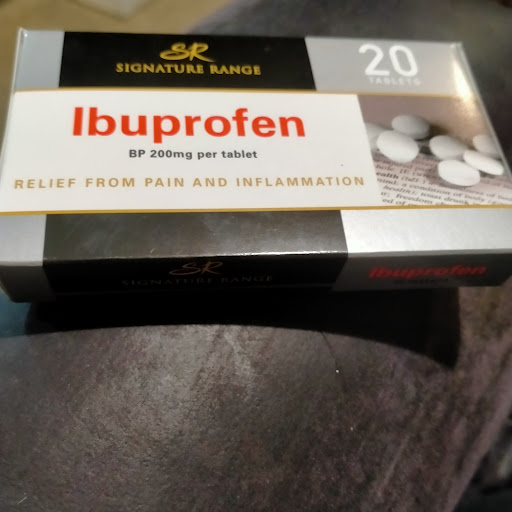 SR
SIGNATURE RANGE
20
TABLETS
Ibuprofen
BP 200mg per tablet
RELIEF FROM PAIN AND INFLAMMATION
SR
SIGNATURE RANGE
Ibuprofen